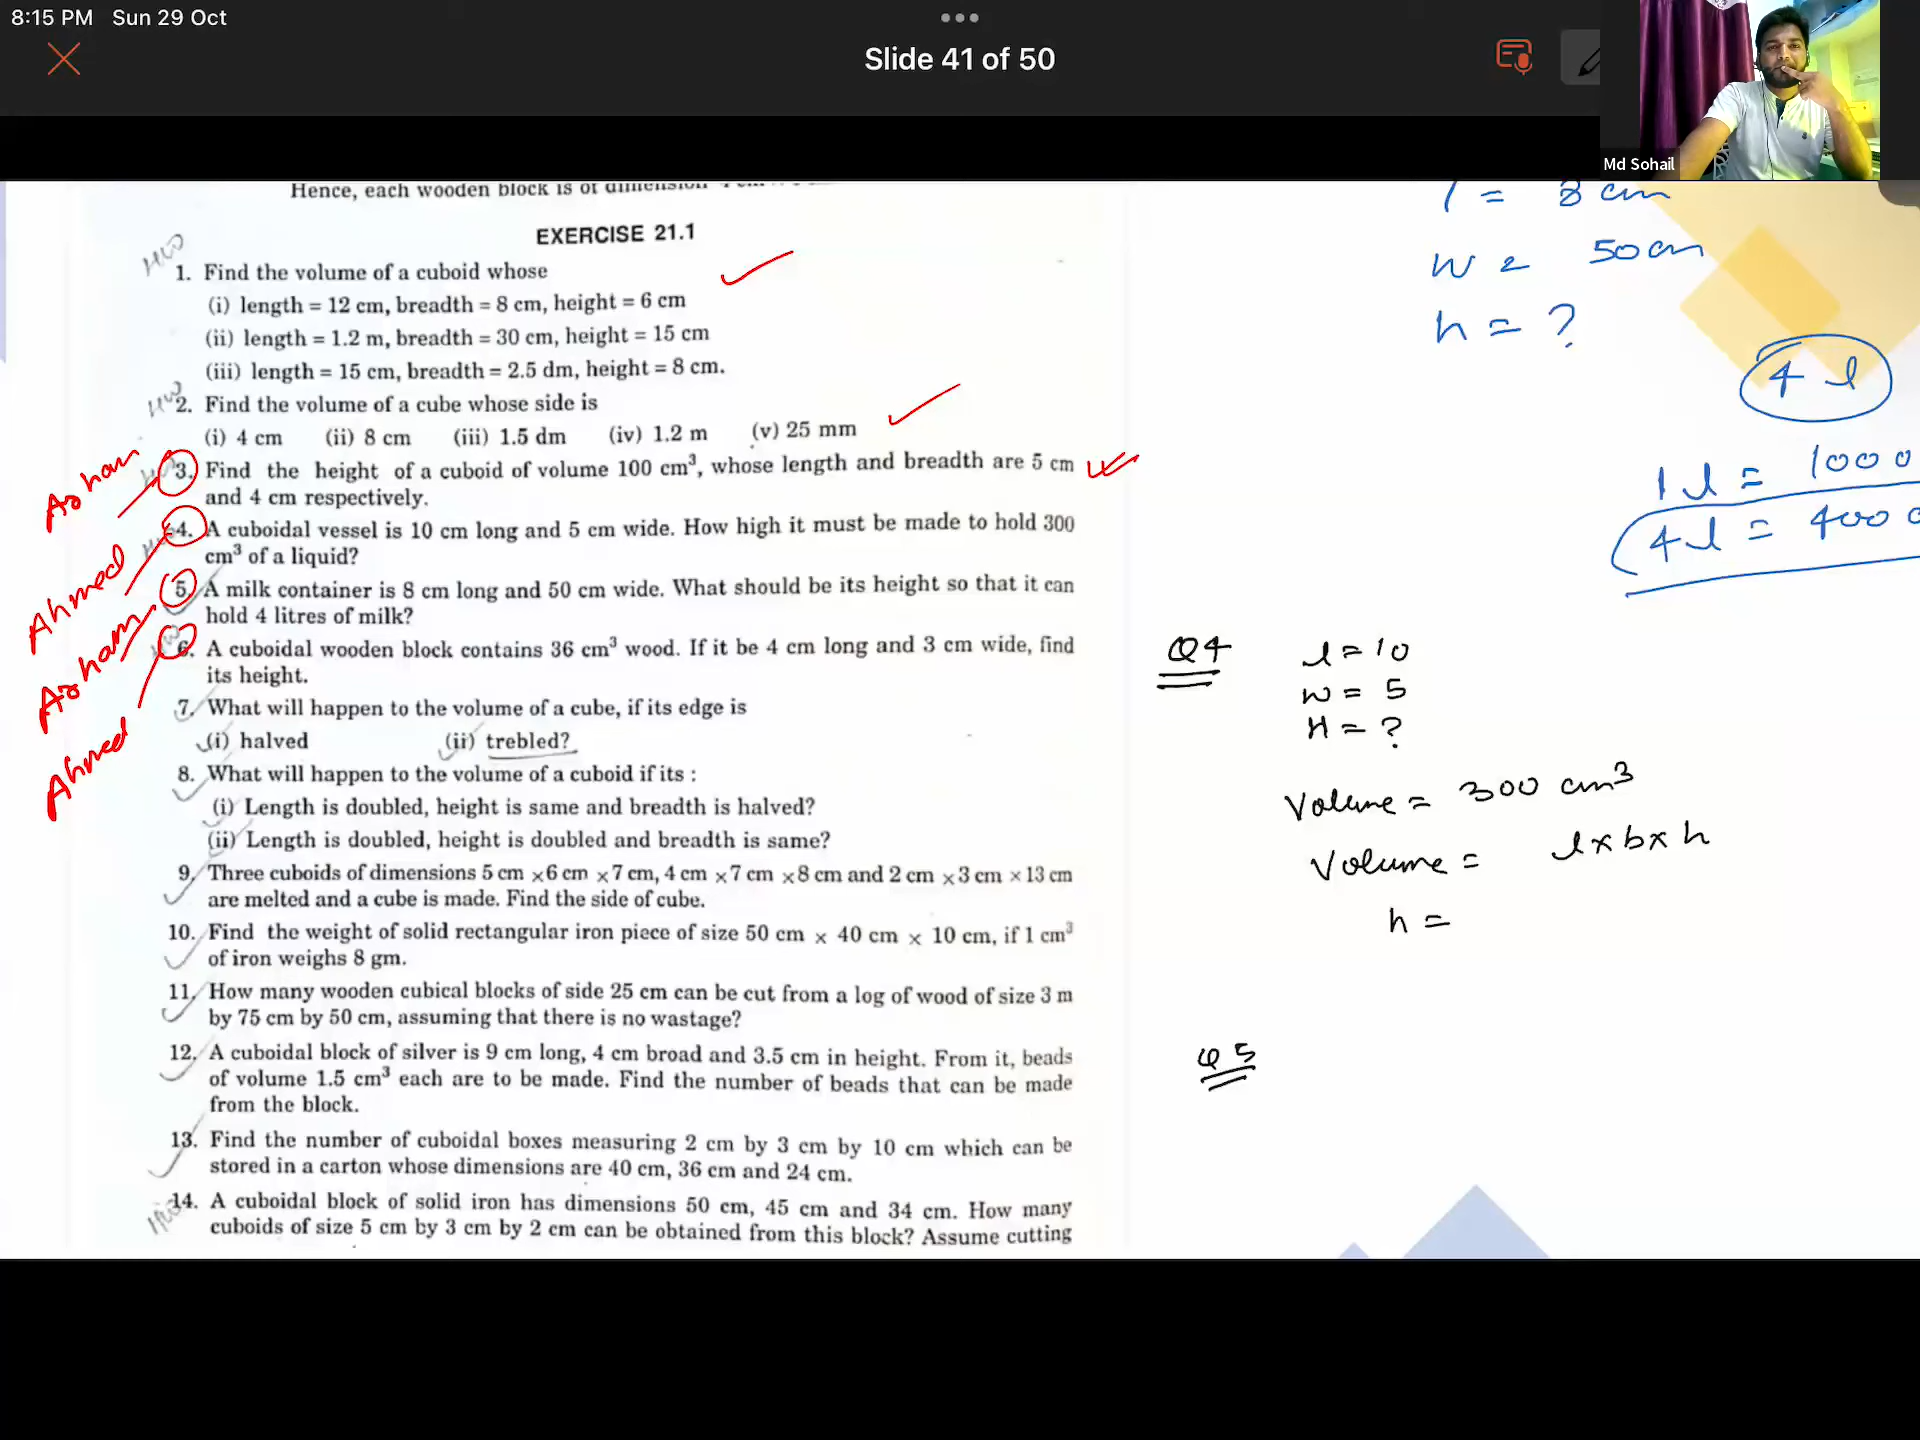 8:15 PM Sun 29 Oct
Slide 41 of 50
Md Sohail
Hence, each wooden block is of dimension
EXERCISE 21.1
HW
1. Find the volume of a cuboid whose
(i) length = 12 cm, breadth = 8 cm, height = 6 cm
(ii) length = 1.2 m, breadth = 30 cm, height = 15 cm
(iii) length = 15 cm, breadth = 2.5 dm, height = 8 cm.
HW
2. Find the volume of a cube whose side is
(i) 4 cm (ii) 8 cm (iii) 1.5 dm (iv) 1.2 m (v) 25 mm
Arham
3. Find the height of a cuboid of volume 100 cm³, whose length and breadth are 5 cm
and 4 cm respectively.
Ahmed
4. A cuboidal vessel is 10 cm long and 5 cm wide. How high it must be made to hold 300
cm³ of a liquid?
Arham
5. A milk container is 8 cm long and 50 cm wide. What should be its height so that it can
hold 4 litres of milk?
Ahmed
6. A cuboidal wooden block contains 36 cm³ wood. If it be 4 cm long and 3 cm wide, find
its height.
7. What will happen to the volume of a cube, if its edge is
(i) halved (ii) trebled?
8. What will happen to the volume of a cuboid if its :
(i) Length is doubled, height is same and breadth is halved?
(ii) Length is doubled, height is doubled and breadth is same?
9. Three cuboids of dimensions 5 cm ×6 cm ×7 cm, 4 cm ×7 cm ×8 cm and 2 cm ×3 cm ×13 cm
are melted and a cube is made. Find the side of cube.
10. Find the weight of solid rectangular iron piece of size 50 cm × 40 cm × 10 cm, if 1 cm³
of iron weighs 8 gm.
11. How many wooden cubical blocks of side 25 cm can be cut from a log of wood of size 3 m
by 75 cm by 50 cm, assuming that there is no wastage?
12. A cuboidal block of silver is 9 cm long, 4 cm broad and 3.5 cm in height. From it, beads
of volume 1.5 cm³ each are to be made. Find the number of beads that can be made
from the block.
13. Find the number of cuboidal boxes measuring 2 cm by 3 cm by 10 cm which can be
stored in a carton whose dimensions are 40 cm, 36 cm and 24 cm.
14. A cuboidal block of solid iron has dimensions 50 cm, 45 cm and 34 cm. How many
cuboids of size 5 cm by 3 cm by 2 cm can be obtained from this block? Assume cutting
l = 8 cm
w = 50 cm
h = ?
4 l
1 l = 1000
4 l = 4000
Q4
l = 10
w = 5
H = ?
Volume = 300 cm³
Volume = l × b × h
h =
Q5